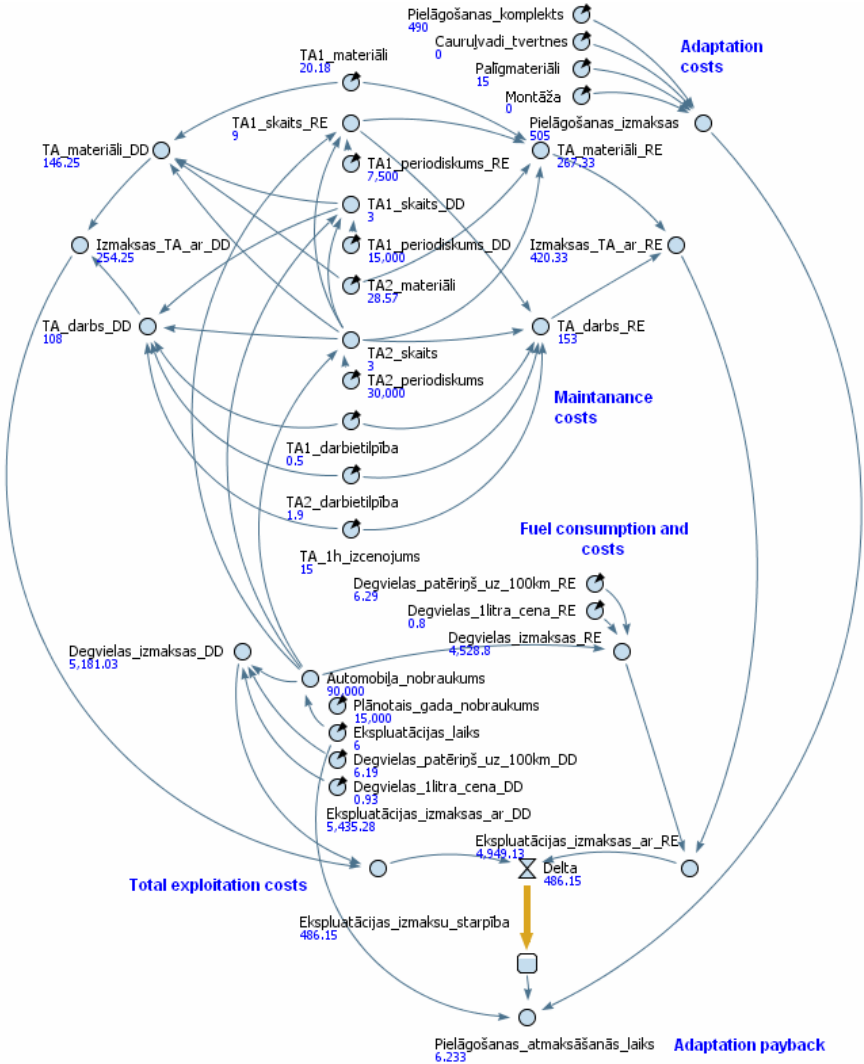 Pielāgošanas_komplekts
490
Cauruļvadi_tvertnes
0
Adaptation
costs
Palīgmateriāli
15
Montāža
0
TA1_materiāli
20.18
TA1_skaits_RE
9
Pielāgošanas_izmaksas
505
TA_materiāli_DD
146.25
TA1_periodiskums_RE
7,500
TA_materiāli_RE
267.33
TA1_skaits_DD
3
Izmaksas_TA_ar_DD
254.25
TA1_periodiskums_DD
15,000
Izmaksas_TA_ar_RE
420.33
TA2_materiāli
28.57
TA_darbs_DD
108
TA_darbs_RE
153
TA2_skaits
3
TA2_periodiskums
30,000
Maintanance
costs
TA1_darbietilpība
0.5
TA2_darbietilpība
1.9
Fuel consumption and
costs
TA_1h_izcenojums
15
Degvielas_patēriņš_uz_100km_RE
6.29
Degvielas_1litra_cena_RE
0.8
Degvielas_izmaksas_RE
4,528.8
Degvielas_izmaksas_DD
5,181.03
Automobiļa_nobraukums
90,000
Plānotais_gada_nobraukums
15,000
Ekspluatācijas_laiks
6
Degvielas_patēriņš_uz_100km_DD
6.19
Degvielas_1litra_cena_DD
0.93
Ekspluatācijas_izmaksas_ar_DD
5,435.28
Ekspluatācijas_izmaksas_ar_RE
4,949.13
Delta
486.15
Total exploitation costs
Ekspluatācijas_izmaksu_starpība
486.15
Pielāgošanas_atmaksāšanās_laiks
6.233
Adaptation payback